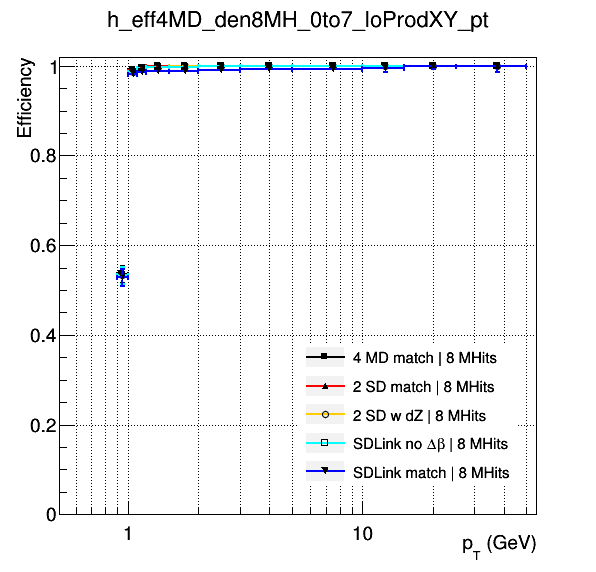 h_eff4MD_den8MH_0to7_loProdXY_pt
Efficiency
1
0.8
0.6
0.4
0.2
0
4 MD match | 8 MHits
2 SD match | 8 MHits
2 SD w dZ | 8 MHits
SDLink no Δβ | 8 MHits
SDLink match | 8 MHits
1
10
p_T (GeV)